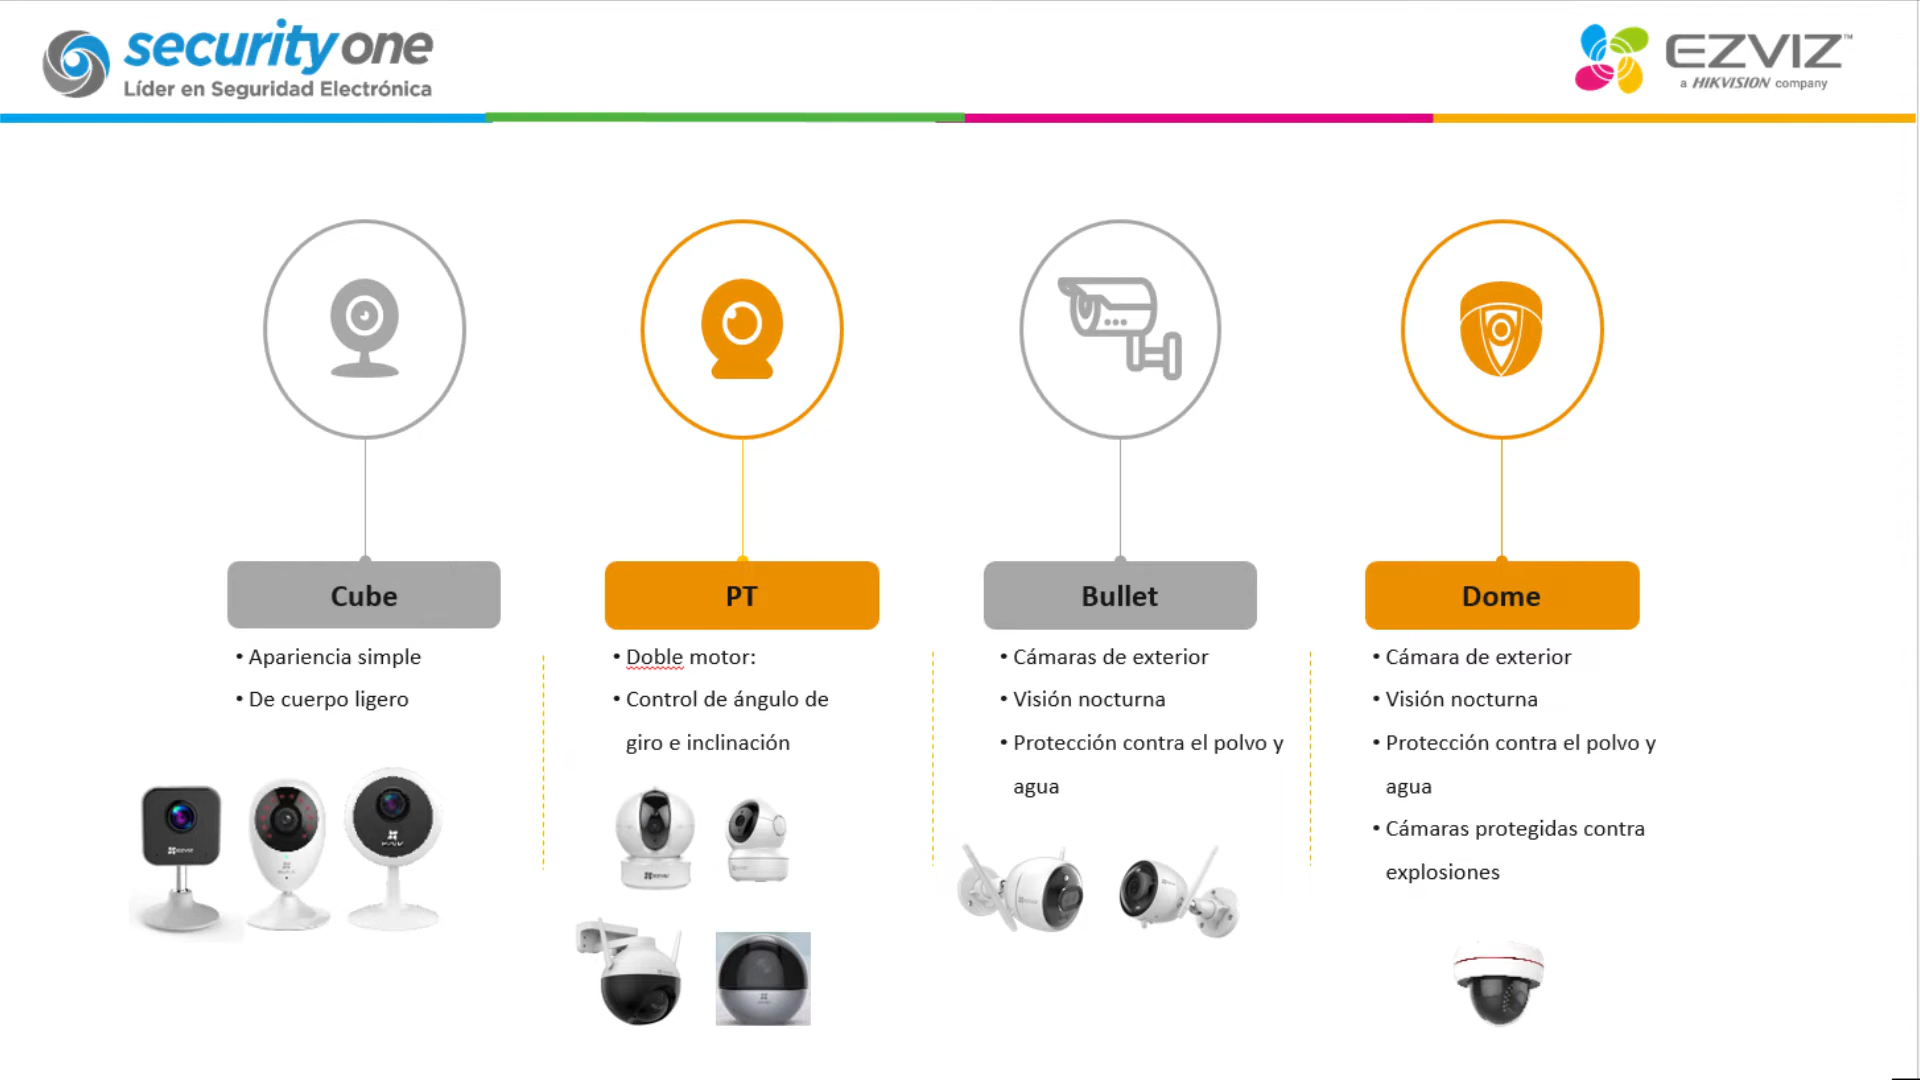 securityone
Líder en Seguridad Electrónica
EZVIZ™
a HIKVISION company
Cube
• Apariencia simple
• De cuerpo ligero
PT
• Doble motor:
• Control de ángulo de
giro e inclinación
Bullet
• Cámaras de exterior
• Visión nocturna
• Protección contra el polvo y
agua
Dome
• Cámara de exterior
• Visión nocturna
• Protección contra el polvo y
agua
• Cámaras protegidas contra
explosiones